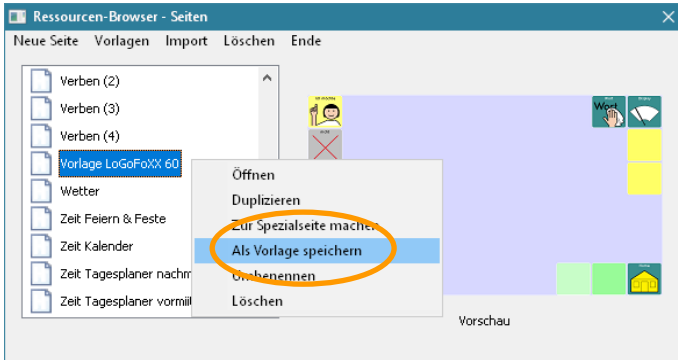 Ressourcen-Browser - Seiten
Neue Seite Vorlagen Import Löschen Ende
Verben (2)
Verben (3)
Verben (4)
Vorlage LoGoFoXX 60
Wetter
Zeit Feiern & Feste
Zeit Kalender
Zeit Tagesplaner nachm
Zeit Tagesplaner vormit
Öffnen
Duplizieren
Zur Spezialseite machen
Als Vorlage speichern
Umbenennen
Löschen
Wort
Vorschau